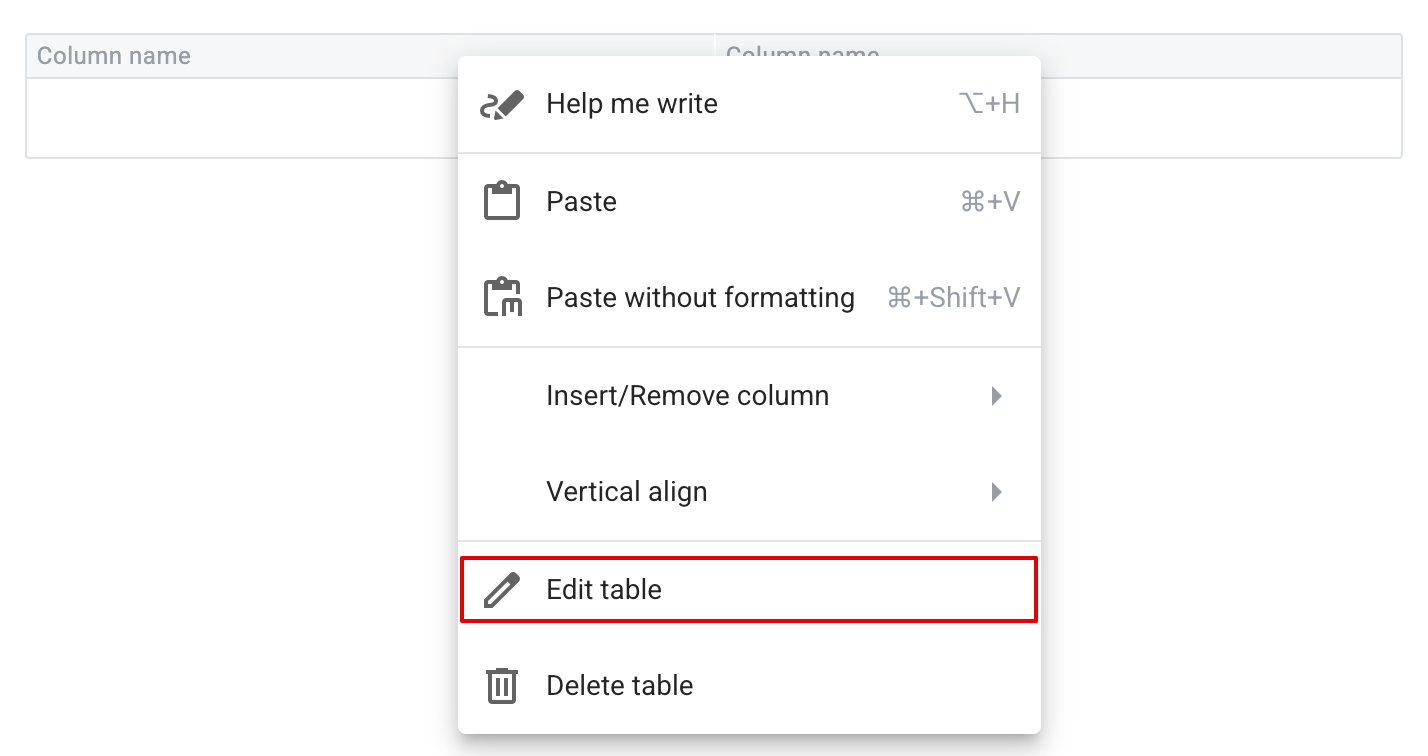 Column name Column name
Help me write ⌥+H
Paste ⌘+V
Paste without formatting ⌘+Shift+V
Insert/Remove column
Vertical align
Edit table
Delete table